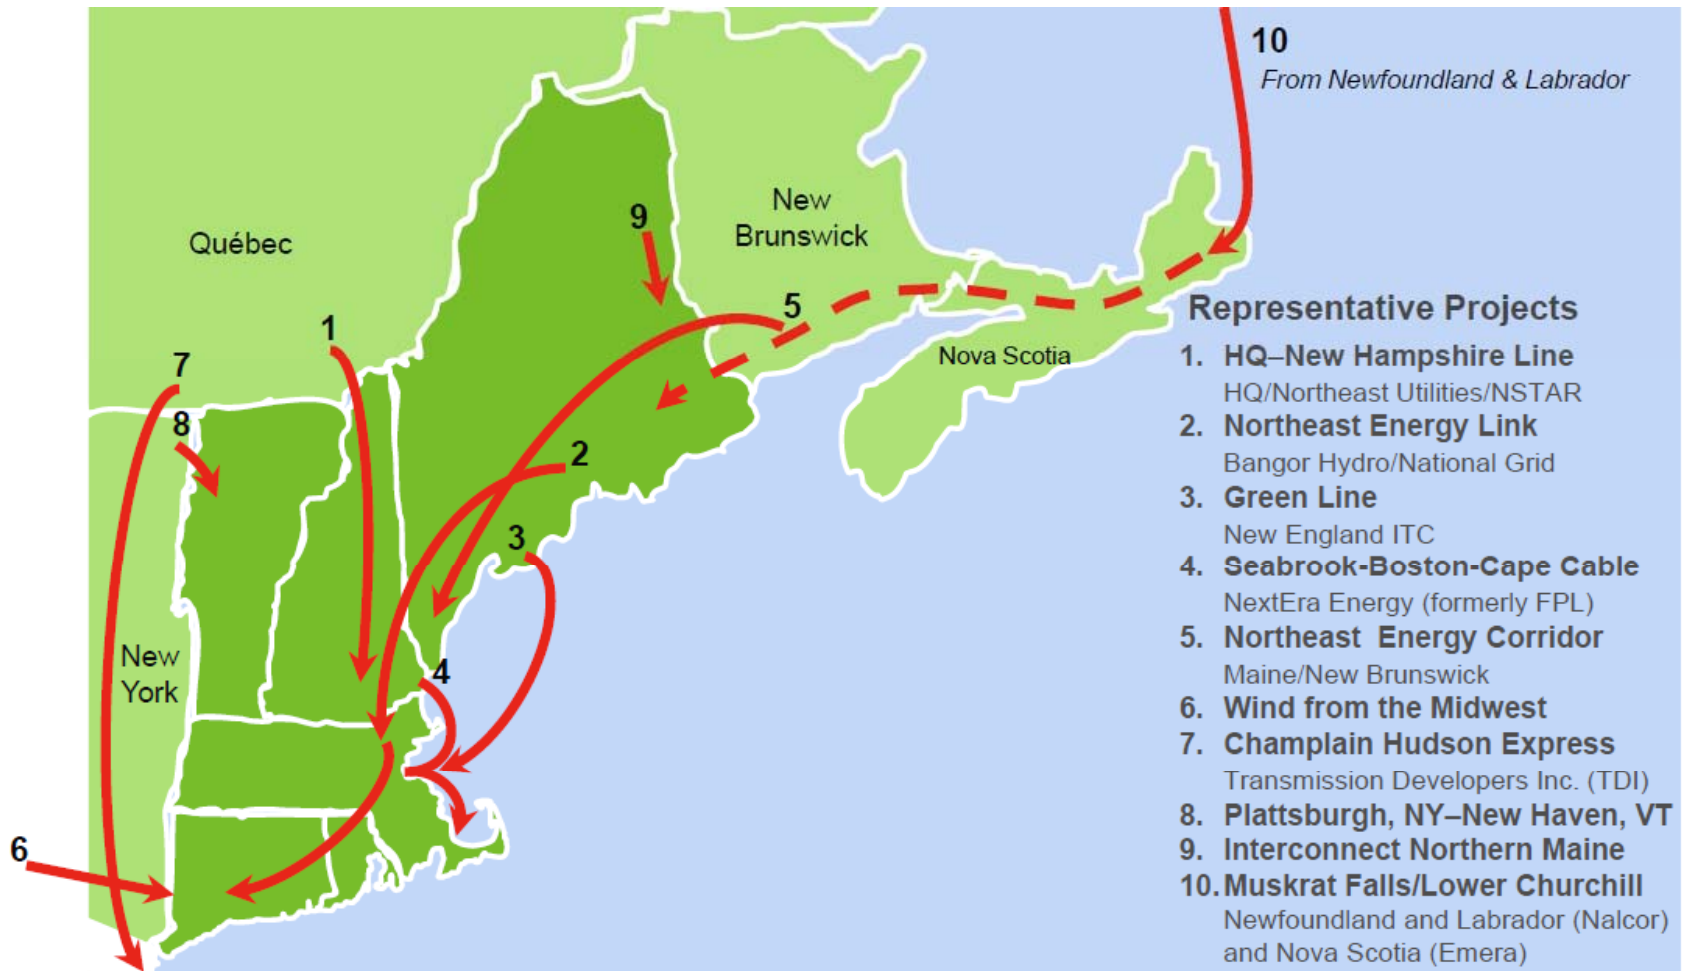 10
From Newfoundland & Labrador
New
Brunswick
9
Québec
5
1
7
8
Nova Scotia
2
3
New
York
4
6
Representative Projects
1. HQ–New Hampshire Line
HQ/Northeast Utilities/NSTAR
2. Northeast Energy Link
Bangor Hydro/National Grid
3. Green Line
New England ITC
4. Seabrook-Boston-Cape Cable
NextEra Energy (formerly FPL)
5. Northeast Energy Corridor
Maine/New Brunswick
6. Wind from the Midwest
7. Champlain Hudson Express
Transmission Developers Inc. (TDI)
8. Plattsburgh, NY–New Haven, VT
9. Interconnect Northern Maine
10. Muskrat Falls/Lower Churchill
Newfoundland and Labrador (Nalcor)
and Nova Scotia (Emera)